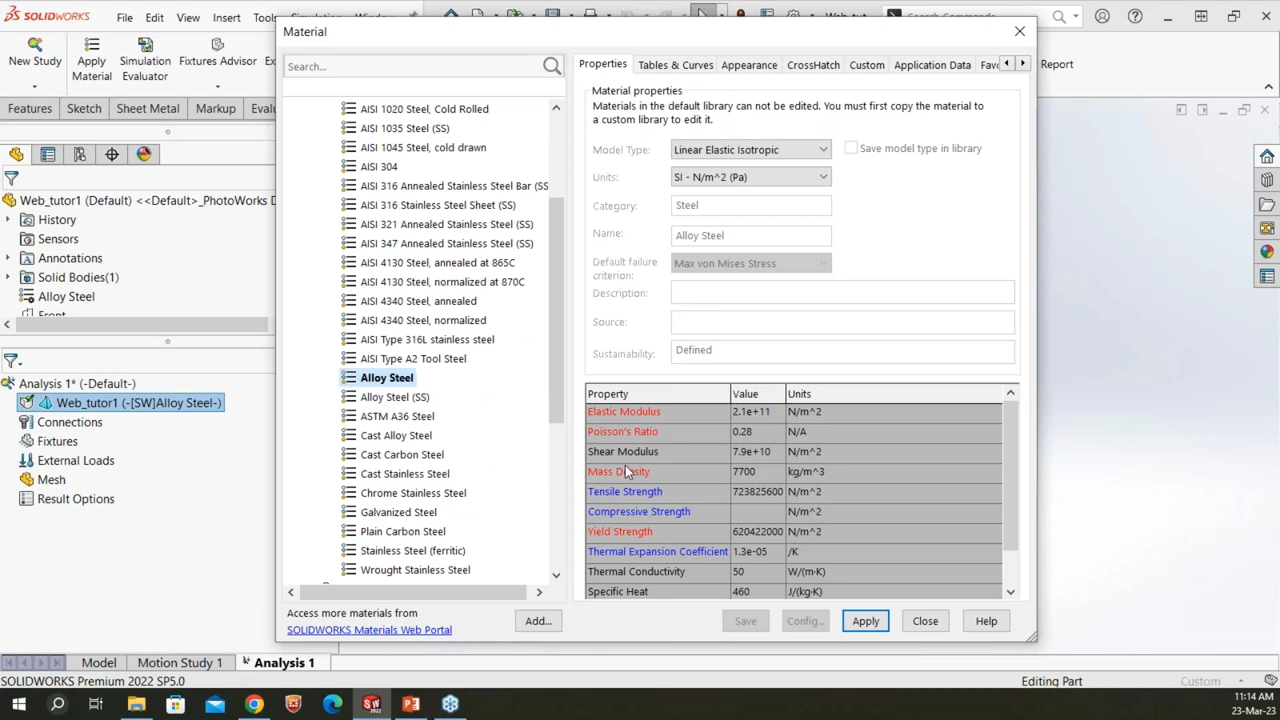 SOLIDWORKS
File
Edit
View
Insert
Tools
Search Commands
New Study
Apply Material
Simulation Evaluator
Fixtures Advisor
Report
Features
Sketch
Sheet Metal
Markup
Web_tutor1 (Default) <<Default>_PhotoWorks D
History
Sensors
Annotations
Solid Bodies(1)
Alloy Steel
Front
Analysis 1* (-Default-)
Web_tutor1 (-[SW]Alloy Steel-)
Connections
Fixtures
External Loads
Mesh
Result Options
Material
Search...
AISI 1020 Steel, Cold Rolled
AISI 1035 Steel (SS)
AISI 1045 Steel, cold drawn
AISI 304
AISI 316 Annealed Stainless Steel Bar (SS
AISI 316 Stainless Steel Sheet (SS)
AISI 321 Annealed Stainless Steel (SS)
AISI 347 Annealed Stainless Steel (SS)
AISI 4130 Steel, annealed at 865C
AISI 4130 Steel, normalized at 870C
AISI 4340 Steel, annealed
AISI 4340 Steel, normalized
AISI Type 316L stainless steel
AISI Type A2 Tool Steel
Alloy Steel
Alloy Steel (SS)
ASTM A36 Steel
Cast Alloy Steel
Cast Carbon Steel
Cast Stainless Steel
Chrome Stainless Steel
Galvanized Steel
Plain Carbon Steel
Stainless Steel (ferritic)
Wrought Stainless Steel
Access more materials from
SOLIDWORKS Materials Web Portal
Add...
Properties
Tables & Curves
Appearance
CrossHatch
Custom
Application Data
Favo
Material properties
Materials in the default library can not be edited. You must first copy the material to
a custom library to edit it.
Model Type: Linear Elastic Isotropic
Save model type in library
Units: SI - N/m^2 (Pa)
Category: Steel
Name: Alloy Steel
Default failure criterion: Max von Mises Stress
Description:
Source:
Sustainability: Defined
Property Value Units
Elastic Modulus 2.1e+11 N/m^2
Poisson's Ratio 0.28 N/A
Shear Modulus 7.9e+10 N/m^2
Mass Density 7700 kg/m^3
Tensile Strength 723825600 N/m^2
Compressive Strength N/m^2
Yield Strength 620422000 N/m^2
Thermal Expansion Coefficient 1.3e-05 /K
Thermal Conductivity 50 W/(m·K)
Specific Heat 460 J/(kg·K)
Save
Config...
Apply
Close
Help
Model
Motion Study 1
Analysis 1
SOLIDWORKS Premium 2022 SP5.0
Editing Part
Custom
11:14 AM
23-Mar-23